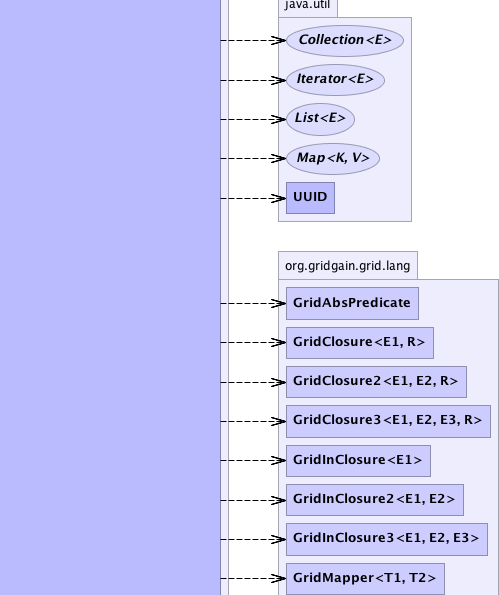 java.util
Collection<E>
Iterator<E>
List<E>
Map<K, V>
UUID
org.gridgain.grid.lang
GridAbsPredicate
GridClosure<E1, R>
GridClosure2<E1, E2, R>
GridClosure3<E1, E2, E3, R>
GridInClosure<E1>
GridInClosure2<E1, E2>
GridInClosure3<E1, E2, E3>
GridMapper<T1, T2>